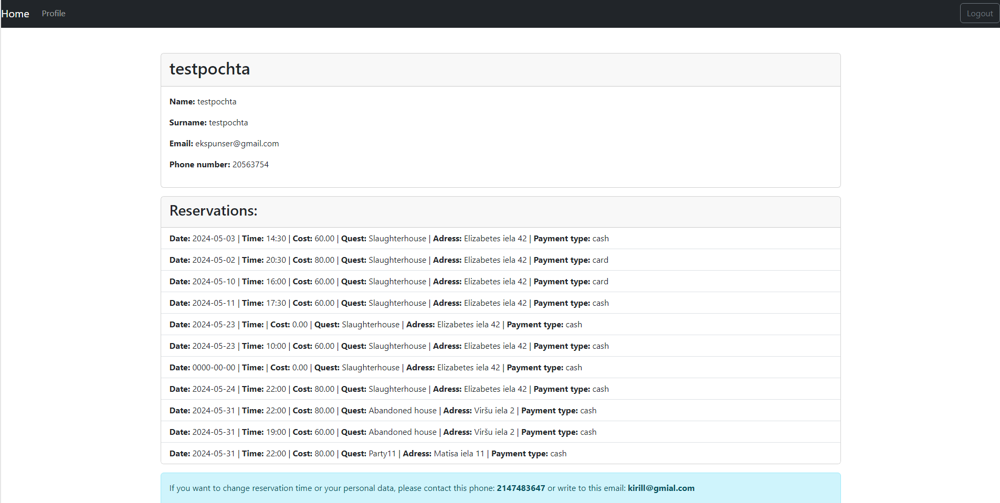 Home Profile Logout
testpochta
Name: testpochta
Surname: testpochta
Email: ekspunser@gmail.com
Phone number: 20563754
Reservations:
Date: 2024-05-03 | Time: 14:30 | Cost: 60.00 | Quest: Slaughterhouse | Adress: Elizabetes iela 42 | Payment type: cash
Date: 2024-05-02 | Time: 20:30 | Cost: 80.00 | Quest: Slaughterhouse | Adress: Elizabetes iela 42 | Payment type: card
Date: 2024-05-10 | Time: 16:00 | Cost: 60.00 | Quest: Slaughterhouse | Adress: Elizabetes iela 42 | Payment type: card
Date: 2024-05-11 | Time: 17:30 | Cost: 60.00 | Quest: Slaughterhouse | Adress: Elizabetes iela 42 | Payment type: cash
Date: 2024-05-23 | Time: | Cost: 0.00 | Quest: Slaughterhouse | Adress: Elizabetes iela 42 | Payment type: cash
Date: 2024-05-23 | Time: 10:00 | Cost: 60.00 | Quest: Slaughterhouse | Adress: Elizabetes iela 42 | Payment type: cash
Date: 0000-00-00 | Time: | Cost: 0.00 | Quest: Slaughterhouse | Adress: Elizabetes iela 42 | Payment type: cash
Date: 2024-05-24 | Time: 22:00 | Cost: 80.00 | Quest: Slaughterhouse | Adress: Elizabetes iela 42 | Payment type: cash
Date: 2024-05-31 | Time: 22:00 | Cost: 80.00 | Quest: Abandoned house | Adress: Viršu iela 2 | Payment type: cash
Date: 2024-05-31 | Time: 19:00 | Cost: 60.00 | Quest: Abandoned house | Adress: Viršu iela 2 | Payment type: cash
Date: 2024-05-31 | Time: 22:00 | Cost: 80.00 | Quest: Party11 | Adress: Matisa iela 11 | Payment type: cash
If you want to change reservation time or your personal data, please contact this phone: 2147483647 or write to this email: kirill@gmial.com